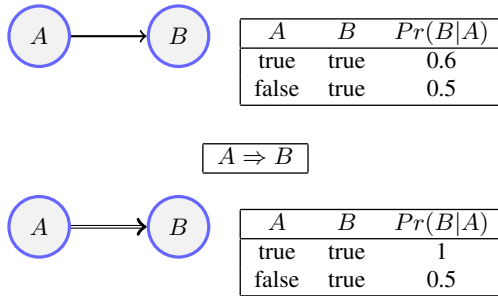 A B
A B Pr(B|A)
true true 0.6
false true 0.5
A ⇒ B
A B
A B Pr(B|A)
true true 1
false true 0.5